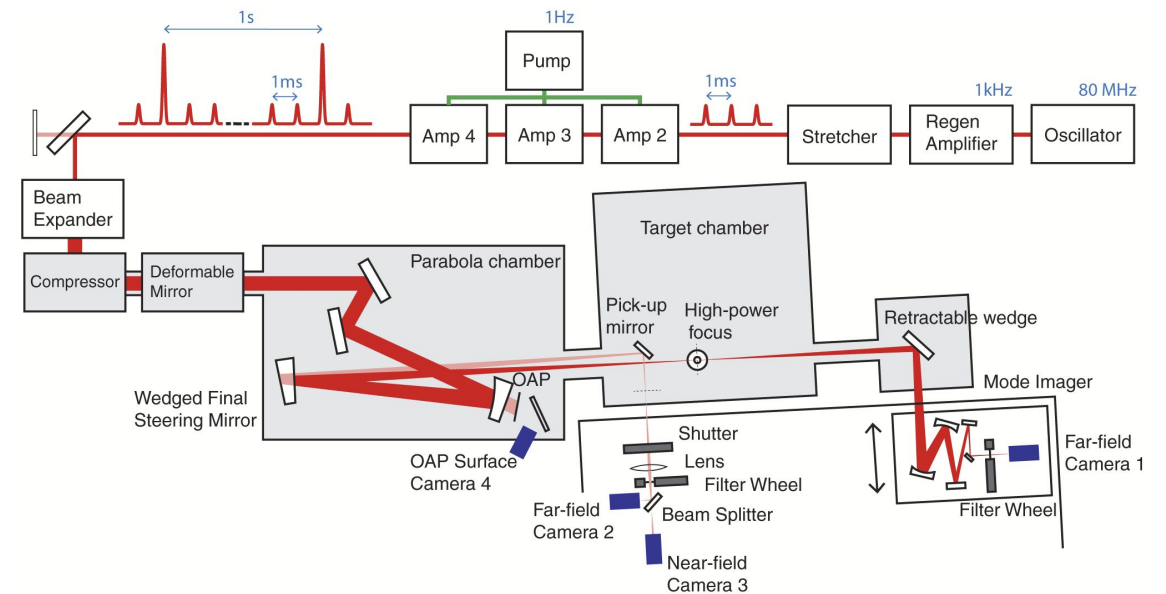 1s
1Hz
Pump
1ms
1ms
1kHz
80 MHz
Amp 4
Amp 3
Amp 2
Stretcher
Regen
Amplifier
Oscillator
Beam
Expander
Compressor
Deformable
Mirror
Parabola chamber
Target chamber
Pick-up
mirror
High-power
focus
Retractable wedge
OAP
Wedged Final
Steering Mirror
Mode Imager
OAP Surface
Camera 4
Shutter
Lens
Filter Wheel
Far-field
Camera 2
Beam Splitter
Near-field
Camera 3
Far-field
Camera 1
Filter Wheel